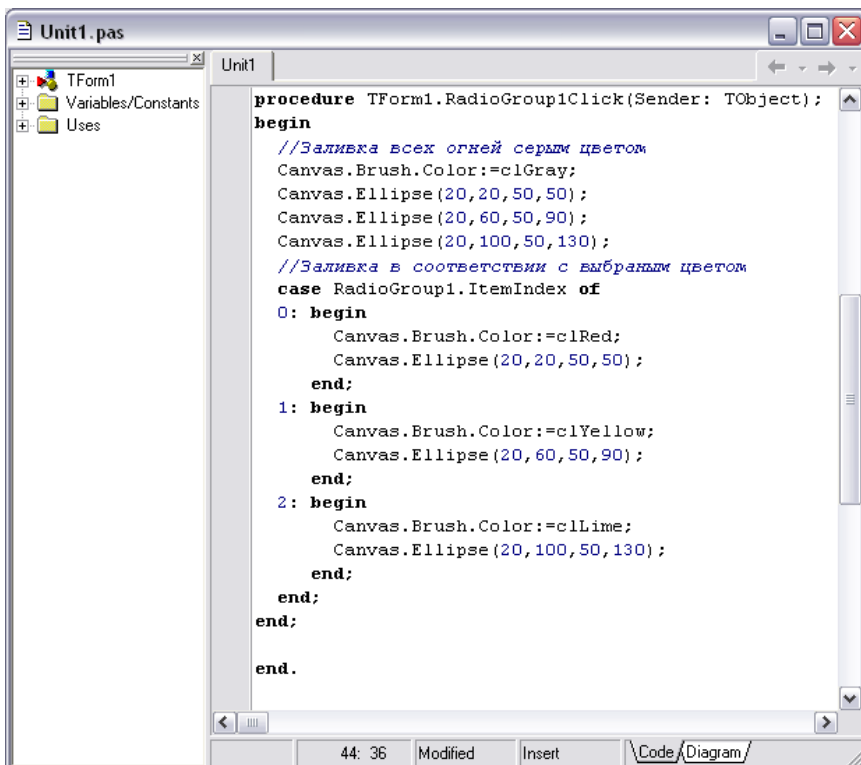 Unit1.pas
TForm1
Variables/Constants
Uses
Unit1
procedure TForm1.RadioGroup1Click(Sender: TObject);
begin
//Заливка всех огней серым цветом
Canvas.Brush.Color:=clGray;
Canvas.Ellipse(20,20,50,50);
Canvas.Ellipse(20,60,50,90);
Canvas.Ellipse(20,100,50,130);
//Заливка в соответствии с выбраным цветом
case RadioGroup1.ItemIndex of
0: begin
Canvas.Brush.Color:=clRed;
Canvas.Ellipse(20,20,50,50);
end;
1: begin
Canvas.Brush.Color:=clYellow;
Canvas.Ellipse(20,60,50,90);
end;
2: begin
Canvas.Brush.Color:=clLime;
Canvas.Ellipse(20,100,50,130);
end;
end;
end;
end.
44: 36 Modified Insert Code Diagram